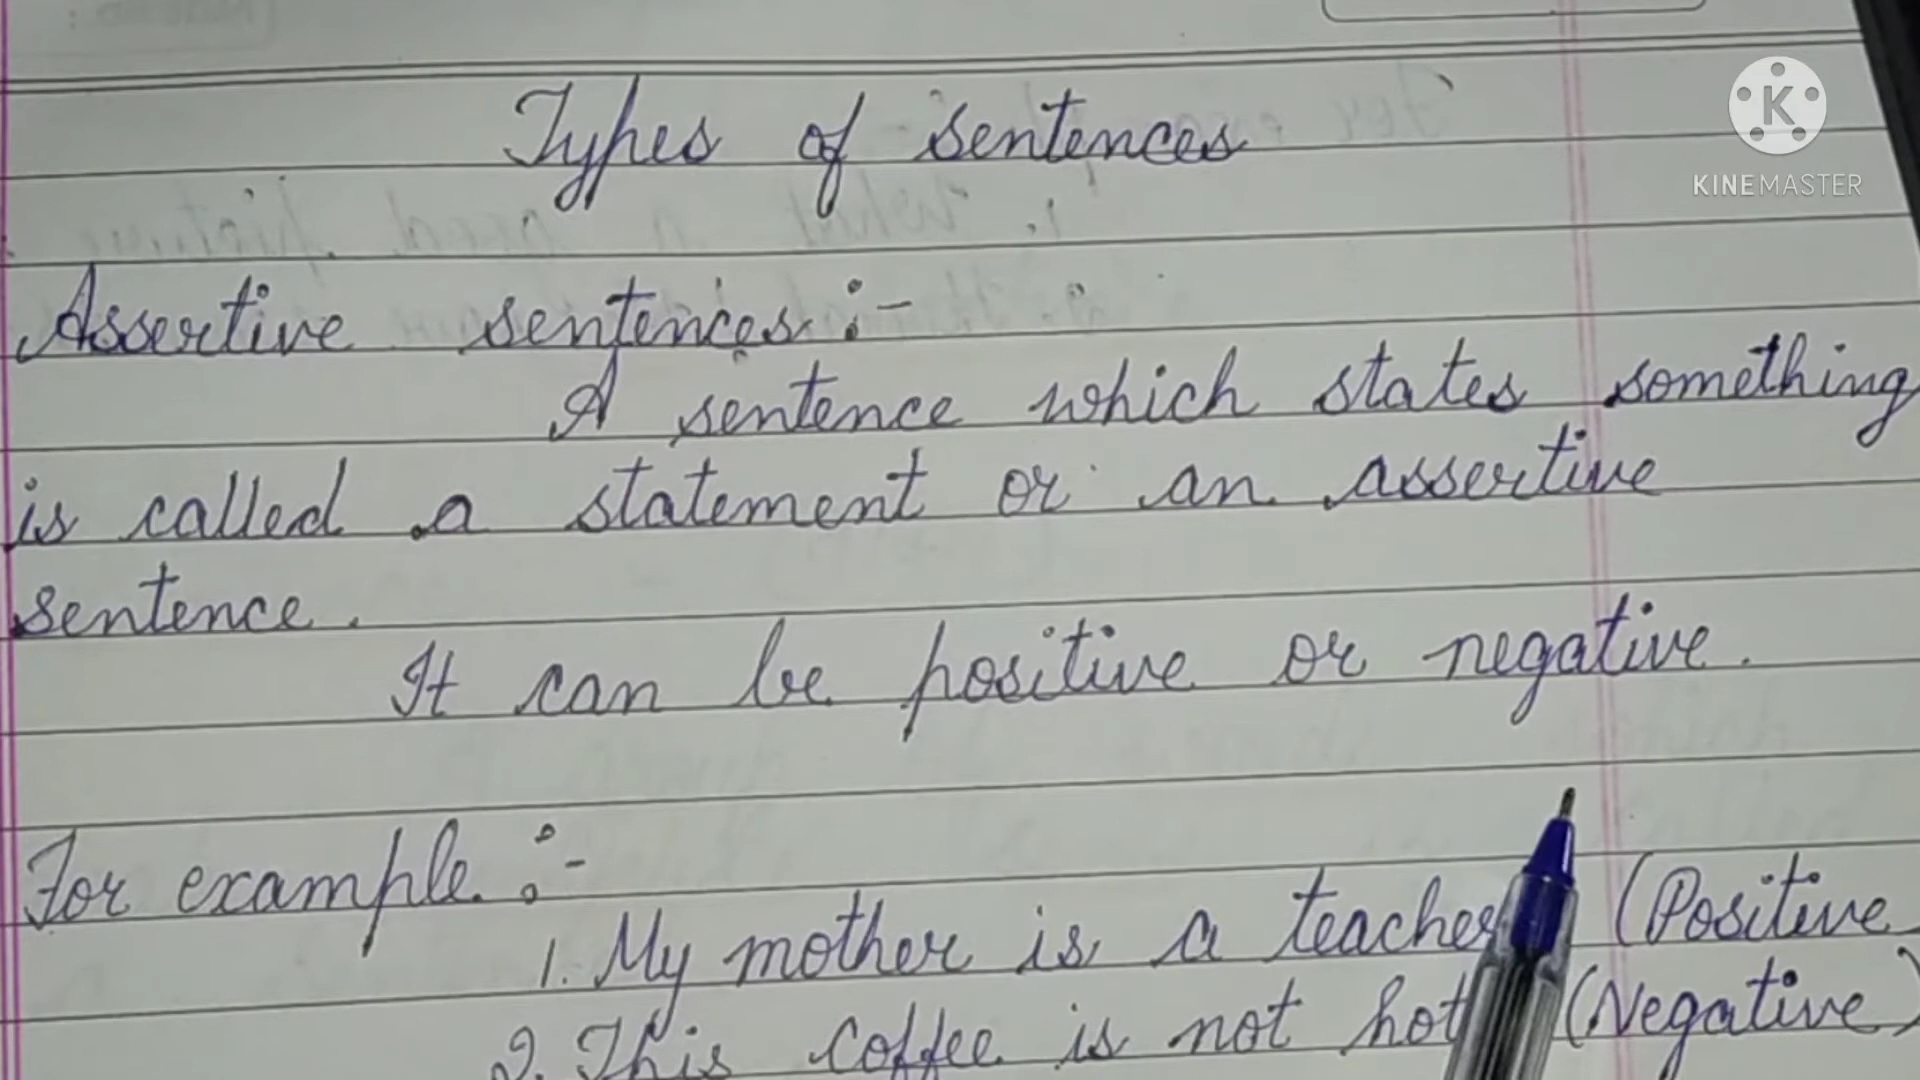 Types of sentences
KINEMASTER
Assertive sentences :-
A sentence which states something
is called a statement or an assertive
sentence.
It can be positive or negative.
For example :-
1. My mother is a teacher (Positive
2. This coffee is not hot (Negative)